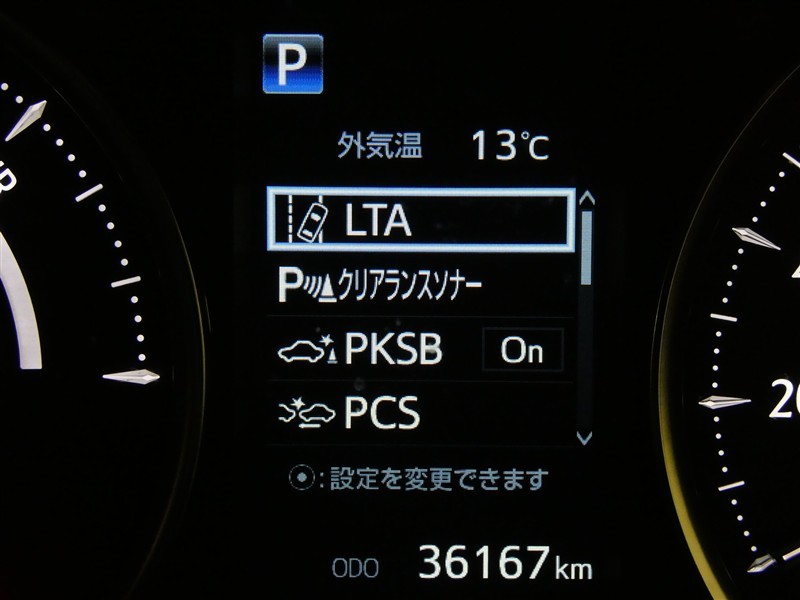 P
外気温 13℃
LTA
Pクリアランスソナー
PKSB On
PCS
:設定を変更できます
ODO 36167km